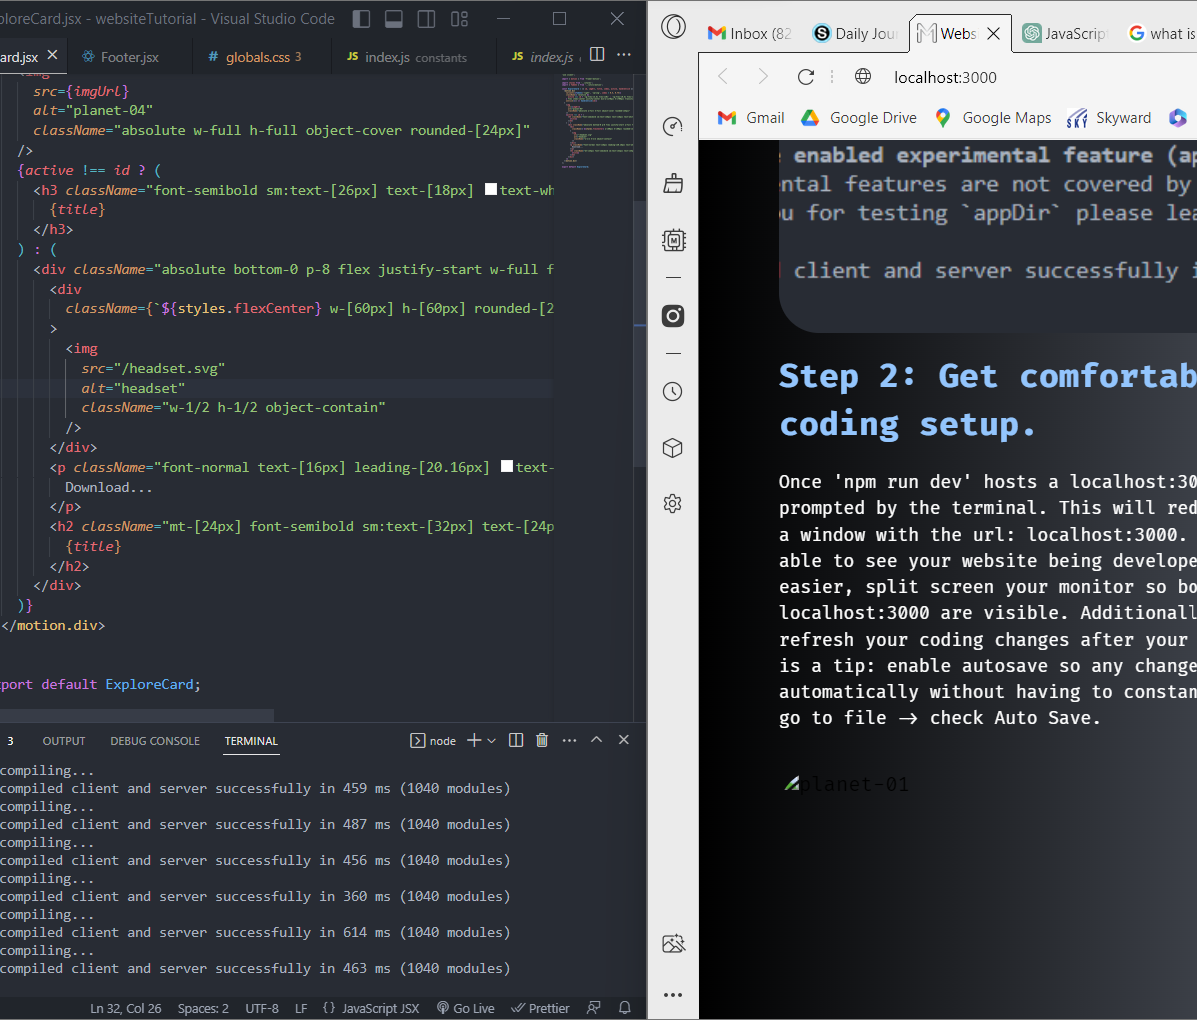 ploreCard.jsx - websiteTutorial - Visual Studio Code
ard.jsx
Footer.jsx
# globals.css 3
JS index.js constants
JS index.js
<img
src={imgUrl}
alt="planet-04"
className="absolute w-full h-full object-cover rounded-[24px]"
/>
{active !== id ? (
<h3 className="font-semibold sm:text-[26px] text-[18px] text-wh
{title}
</h3>
) : (
<div className="absolute bottom-0 p-8 flex justify-start w-full f
<div
className={`${styles.flexCenter} w-[60px] h-[60px] rounded-[2
>
<img
src="/headset.svg"
alt="headset"
className="w-1/2 h-1/2 object-contain"
/>
</div>
<p className="font-normal text-[16px] leading-[20.16px] text-
Download...
</p>
<h2 className="mt-[24px] font-semibold sm:text-[32px] text-[24p
{title}
</h2>
</div>
)}
</motion.div>
port default ExploreCard;
3 OUTPUT DEBUG CONSOLE TERMINAL node
compiling...
compiled client and server successfully in 459 ms (1040 modules)
compiling...
compiled client and server successfully in 487 ms (1040 modules)
compiling...
compiled client and server successfully in 456 ms (1040 modules)
compiling...
compiled client and server successfully in 360 ms (1040 modules)
compiling...
compiled client and server successfully in 614 ms (1040 modules)
compiling...
compiled client and server successfully in 463 ms (1040 modules)
Ln 32, Col 26 Spaces: 2 UTF-8 LF {} JavaScript JSX Go Live Prettier
Inbox (82
Daily Jou
Webs
JavaScrip
what is
localhost:3000
Gmail
Google Drive
Google Maps
Skyward
e enabled experimental feature (ap
ntal features are not covered by
u for testing `appDir` please lea
client and server successfully i
Step 2: Get comfortab
coding setup.
Once 'npm run dev' hosts a localhost:30
prompted by the terminal. This will red
a window with the url: localhost:3000.
able to see your website being develope
easier, split screen your monitor so bo
localhost:3000 are visible. Additionall
refresh your coding changes after your
is a tip: enable autosave so any change
automatically without having to constan
go to file → check Auto Save.
planet-01